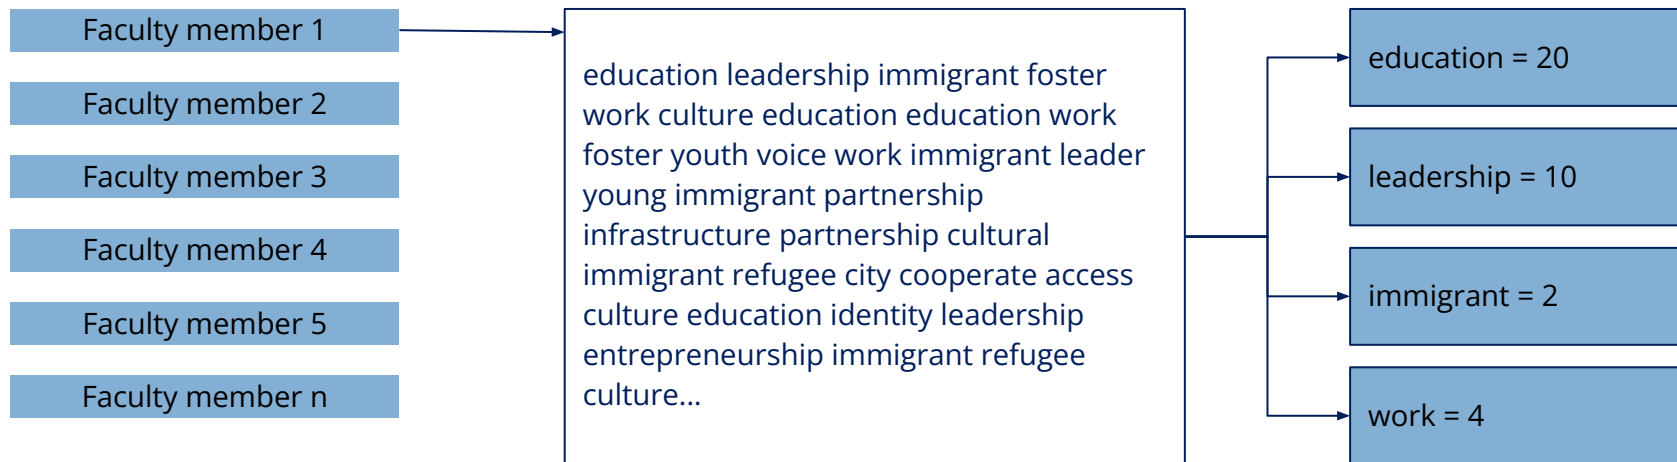 Faculty member 1
Faculty member 2
Faculty member 3
Faculty member 4
Faculty member 5
Faculty member n
education leadership immigrant foster
work culture education education work
foster youth voice work immigrant leader
young immigrant partnership
infrastructure partnership cultural
immigrant refugee city cooperate access
culture education identity leadership
entrepreneurship immigrant refugee
culture...
education = 20
leadership = 10
immigrant = 2
work = 4